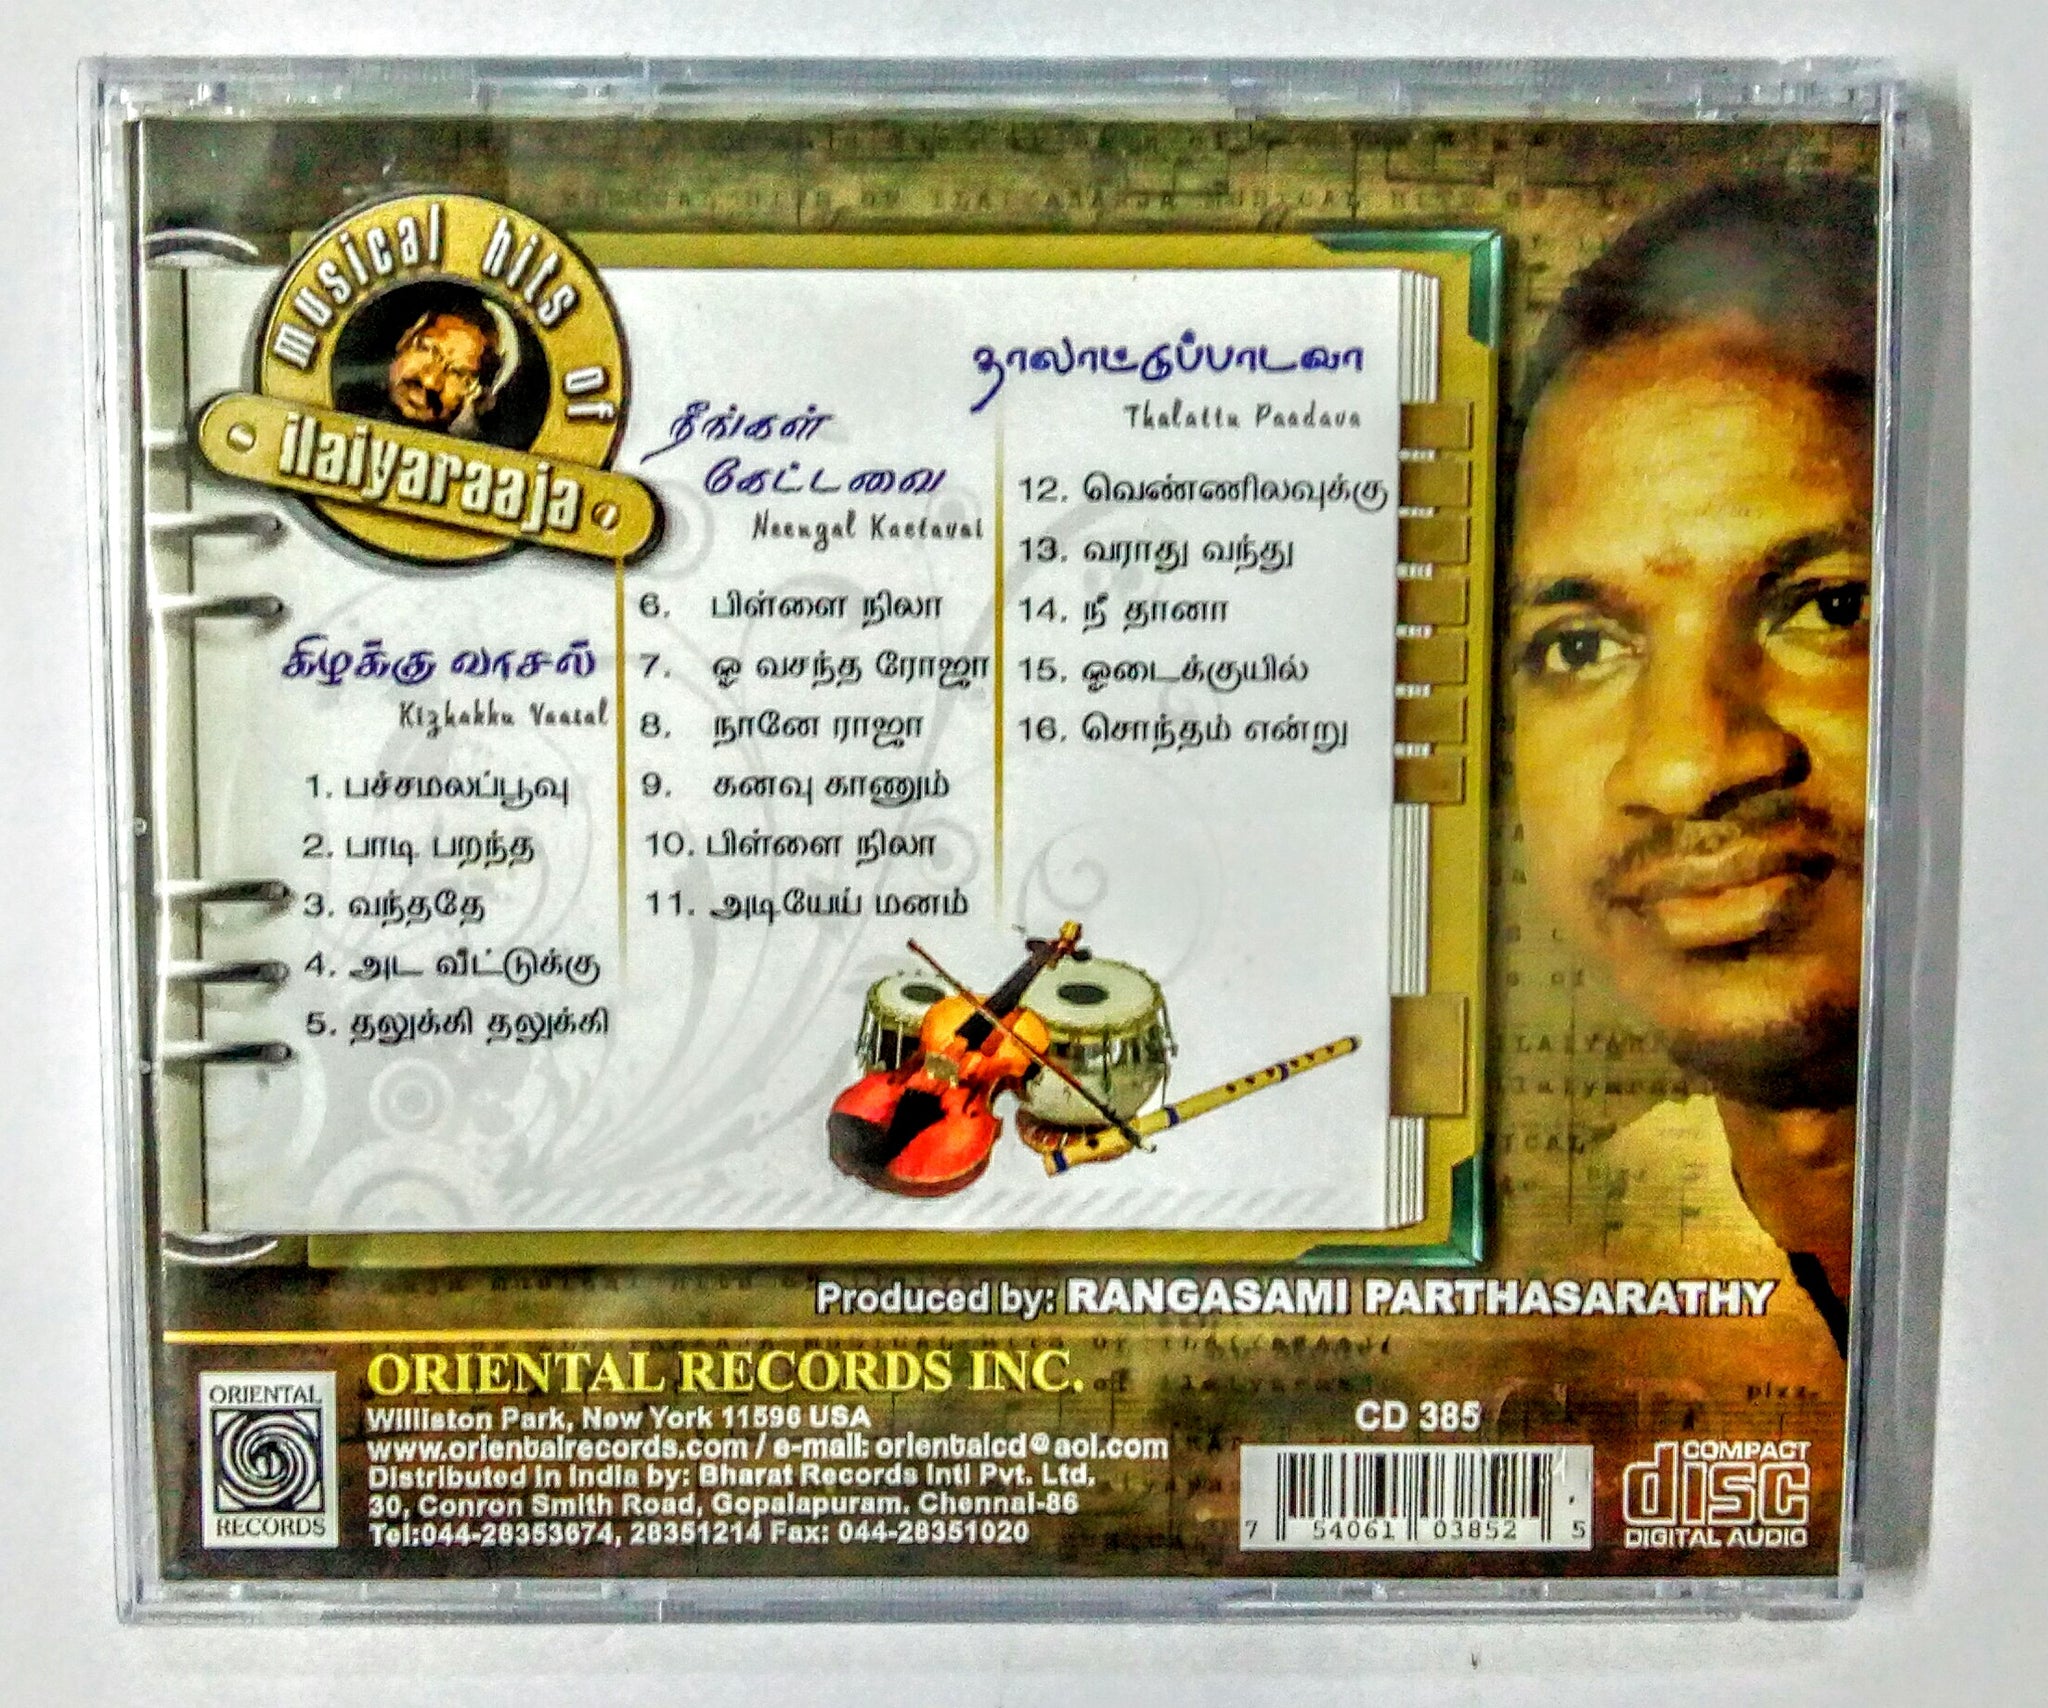 musical hits of
ilaiyaraaja
கிழக்கு வாசல்
Kizhakku Vaasal
1. பச்சமலப்பூவு
2. பாடி பறந்த
3. வந்ததே
4. அட வீட்டுக்கு
5. தலுக்கி தலுக்கி
நீங்கள்
கேட்டவை
Neengal Kaetavai
6. பிள்ளை நிலா
7. ஓ வசந்த ரோஜா
8. நானே ராஜா
9. கனவு காணும்
10. பிள்ளை நிலா
11. அடியேய் மனம்
தாலாட்டுப்பாடவா
Thalattu Paadava
12. வெண்ணிலவுக்கு
13. வராது வந்து
14. நீ தானா
15. ஓடைக்குயில்
16. சொந்தம் என்று
Produced by: RANGASAMI PARTHASARATHY
ORIENTAL
RECORDS
ORIENTAL RECORDS INC.
Williston Park, New York 11596 USA
www.orientalrecords.com / e-mail: orientalcd@aol.com
Distributed in India by: Bharat Records Intl Pvt. Ltd,
30, Conron Smith Road, Gopalapuram, Chennai-86
Tel:044-28353674, 28351214 Fax: 044-28351020
CD 385
7 54061 03852 5
COMPACT
disc
DIGITAL AUDIO